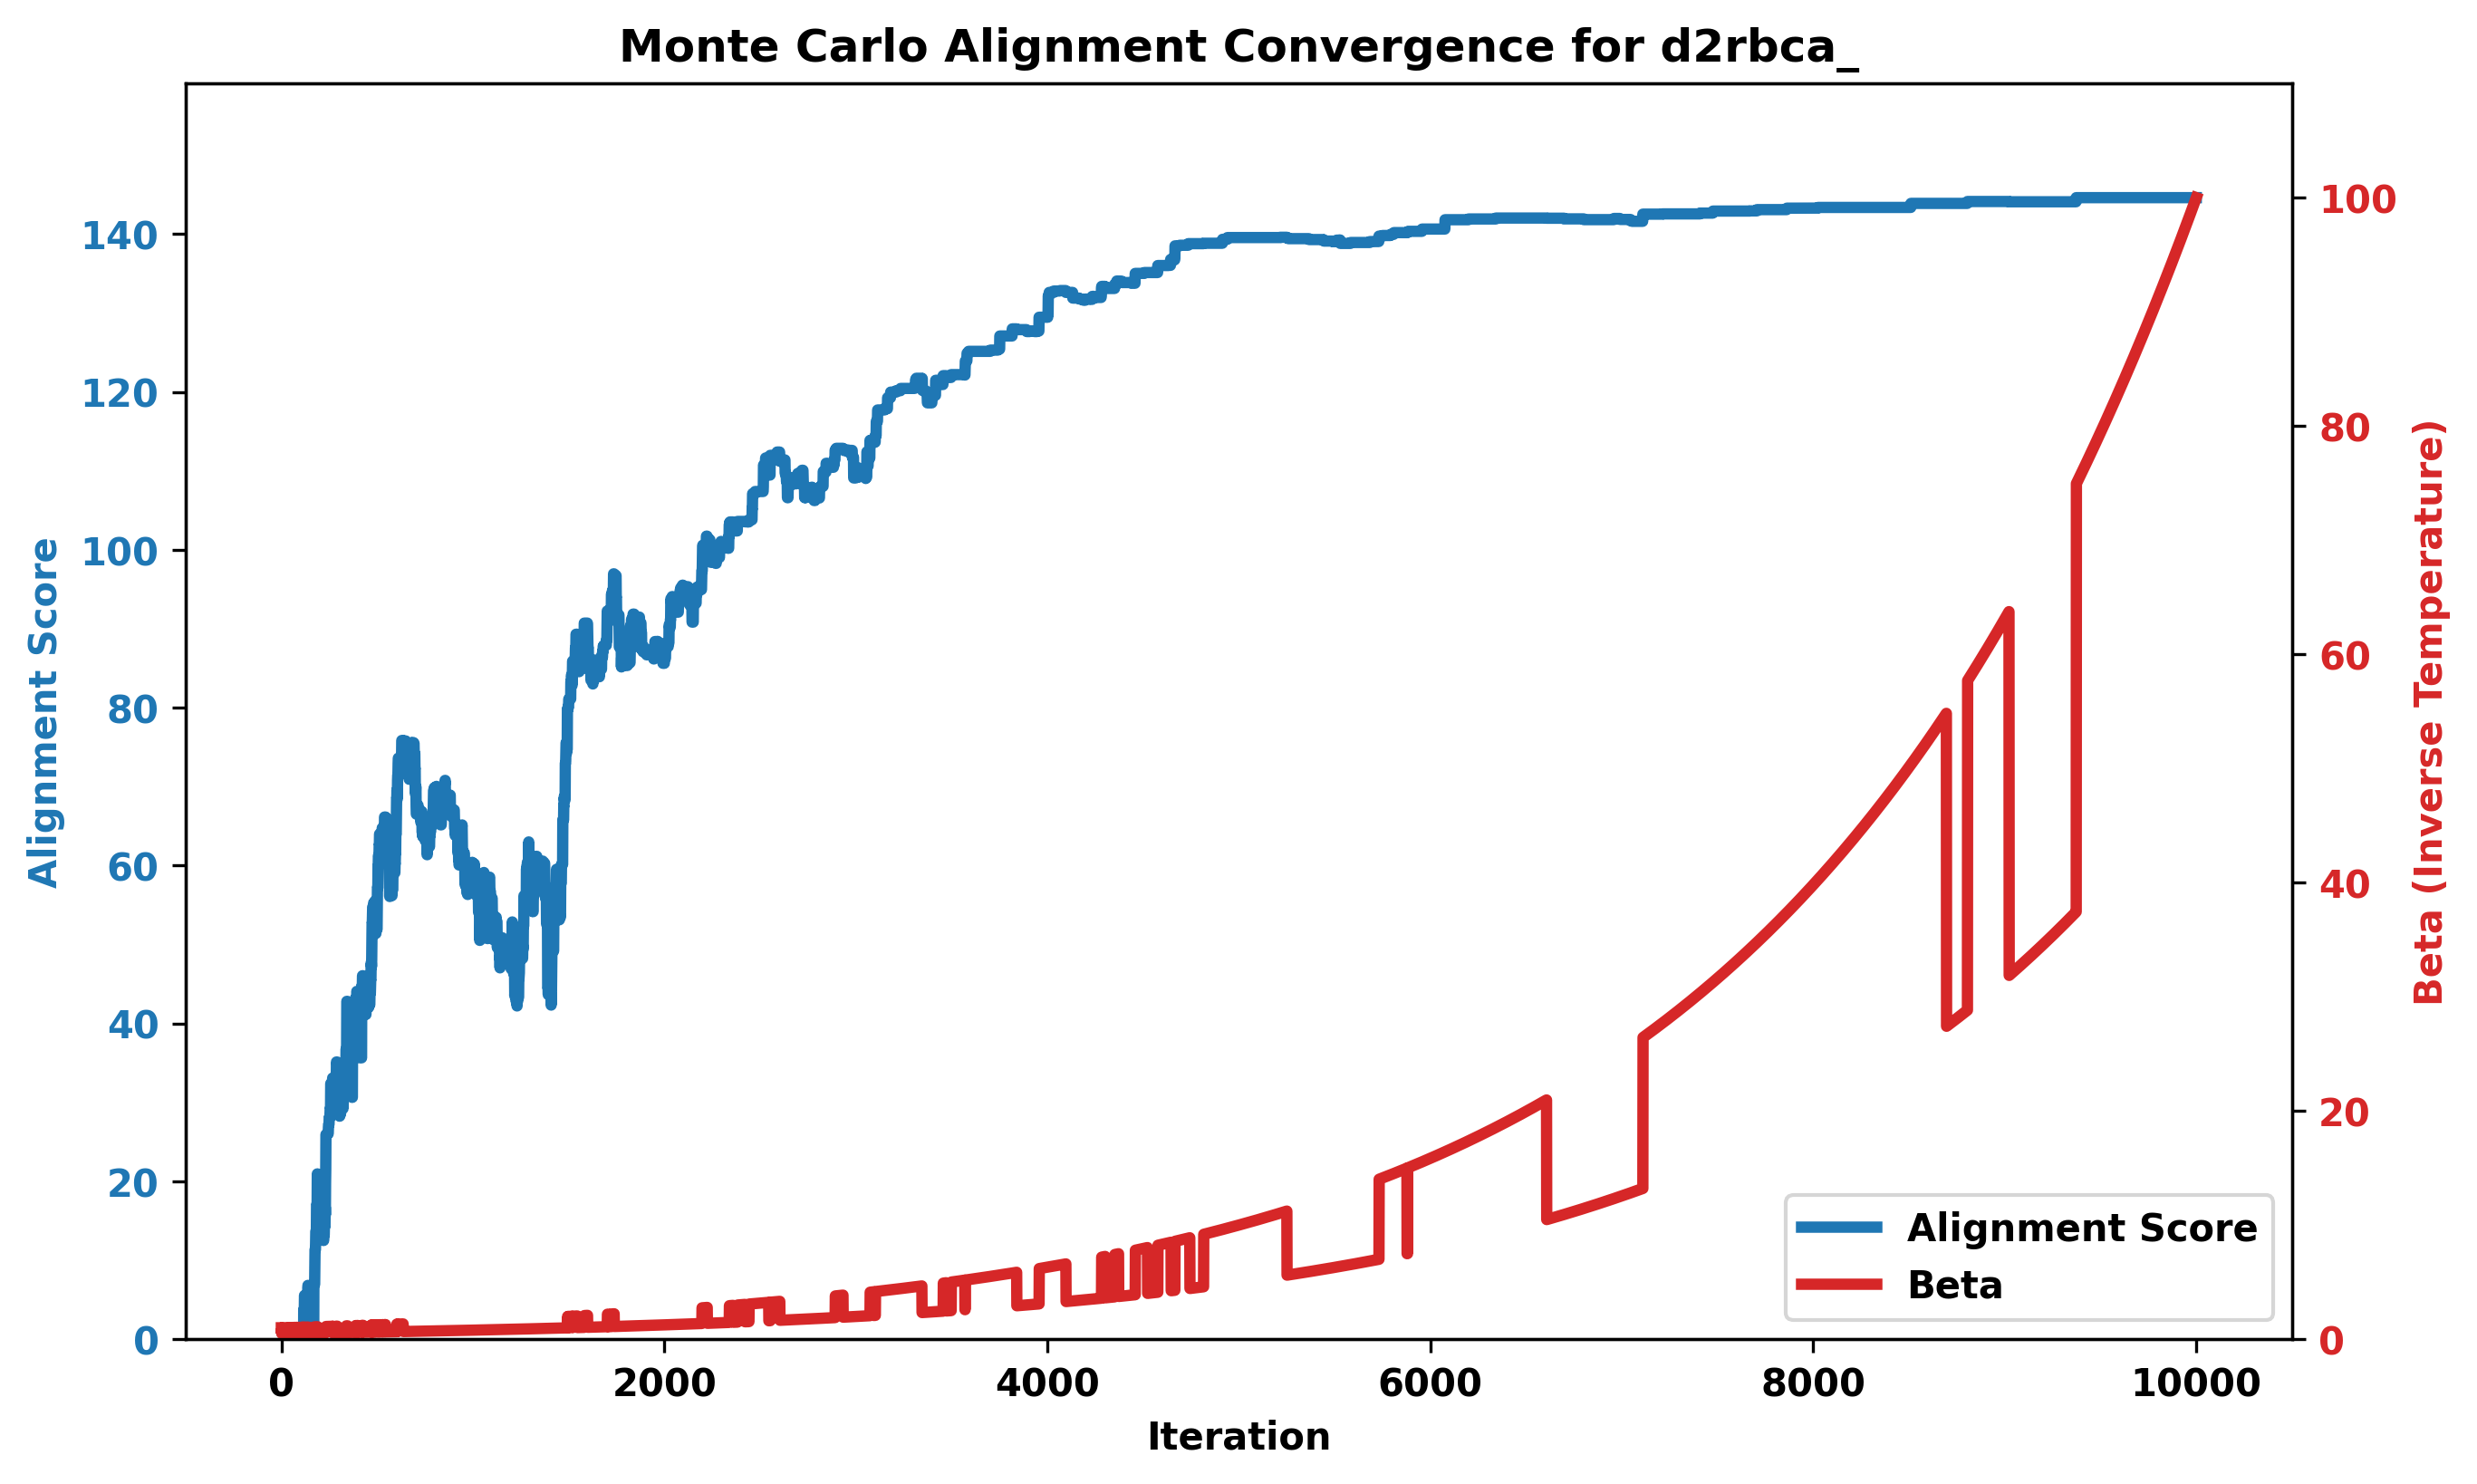 Monte Carlo Alignment Convergence for d2rbca_
Alignment Score
140
120
100
80
60
40
20
0
100
80
60
40
20
0
Beta (Inverse Temperature)
Alignment Score
Beta
0 2000 4000 6000 8000 10000
Iteration